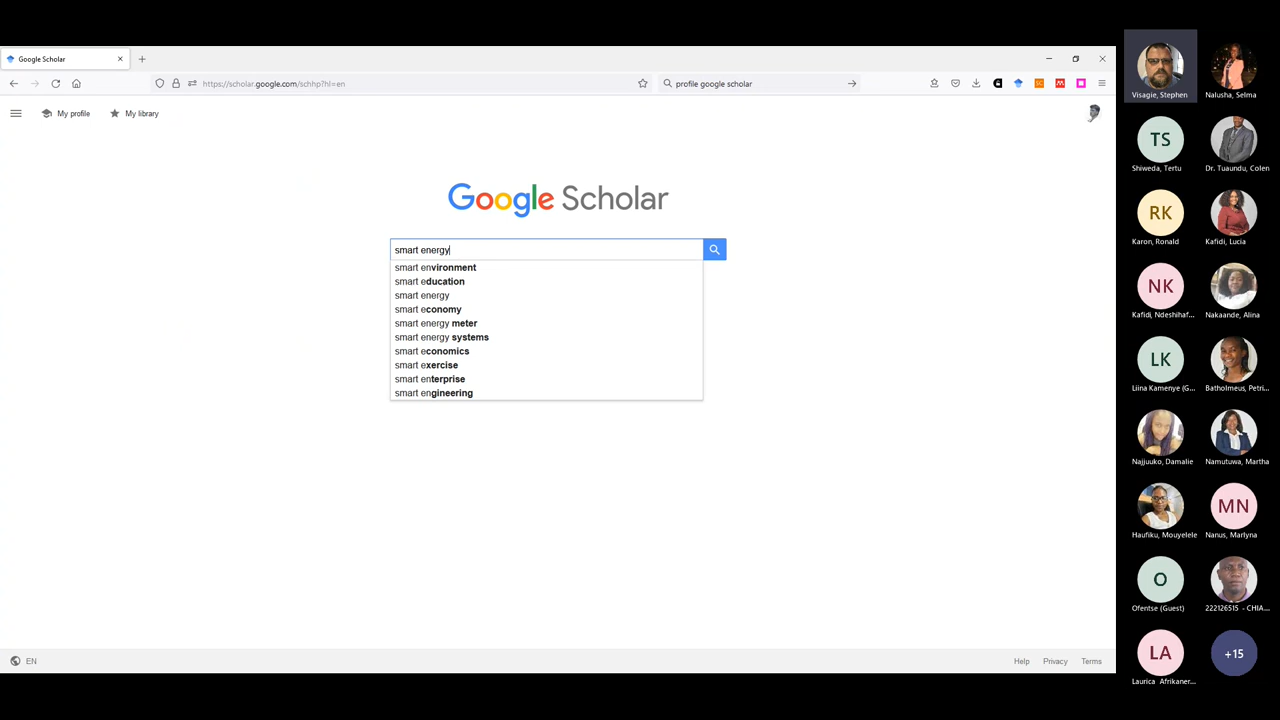 Google Scholar
https://scholar.google.com/schhp?hl=en
profile google scholar
My profile
My library
Google Scholar
smart energy
smart environment
smart education
smart energy
smart economy
smart energy meter
smart energy systems
smart economics
smart exercise
smart enterprise
smart engineering
EN
Help Privacy Terms
Visagie, Stephen
Nalusha, Selma
TS
Shiweda, Tertu
Dr. Tuaundu, Colen
RK
Karon, Ronald
Kafidi, Lucia
NK
Kafidi, Ndeshihaf...
Nakaande, Alina
LK
Liina Kamenye (G...
Batholmeus, Petri...
Najjuuko, Damalie
Namutuwa, Martha
Haufiku, Mouyelele
MN
Nanus, Marlyna
O
Ofentse (Guest)
222126515 - CHIA...
LA
Laurica Afrikaner...
+15